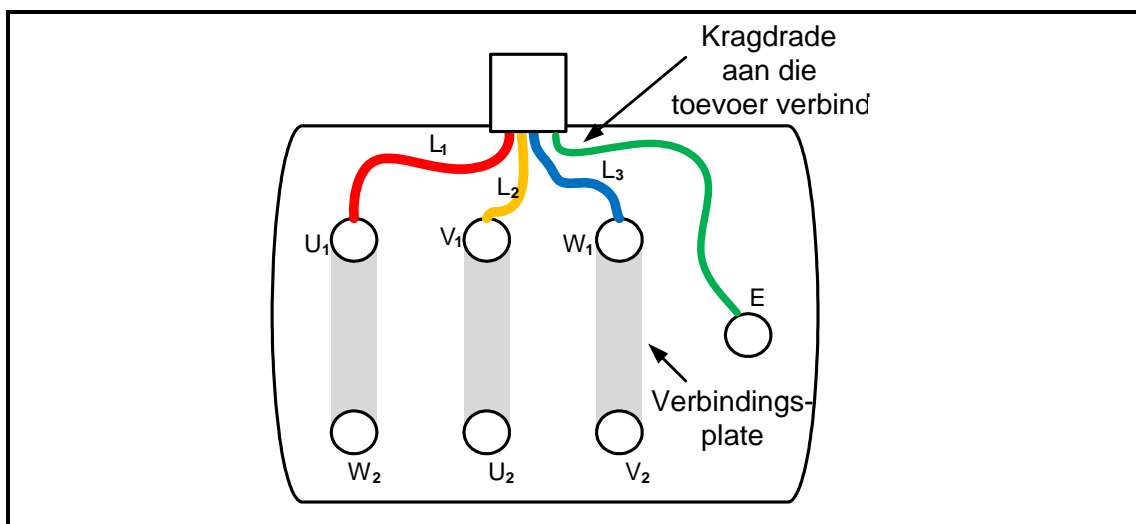 Kragdrade
aan die
toevoer verbind
L₁
L₂
L₃
U₁
V₁
W₁
E
Verbindings-
plate
W₂
U₂
V₂